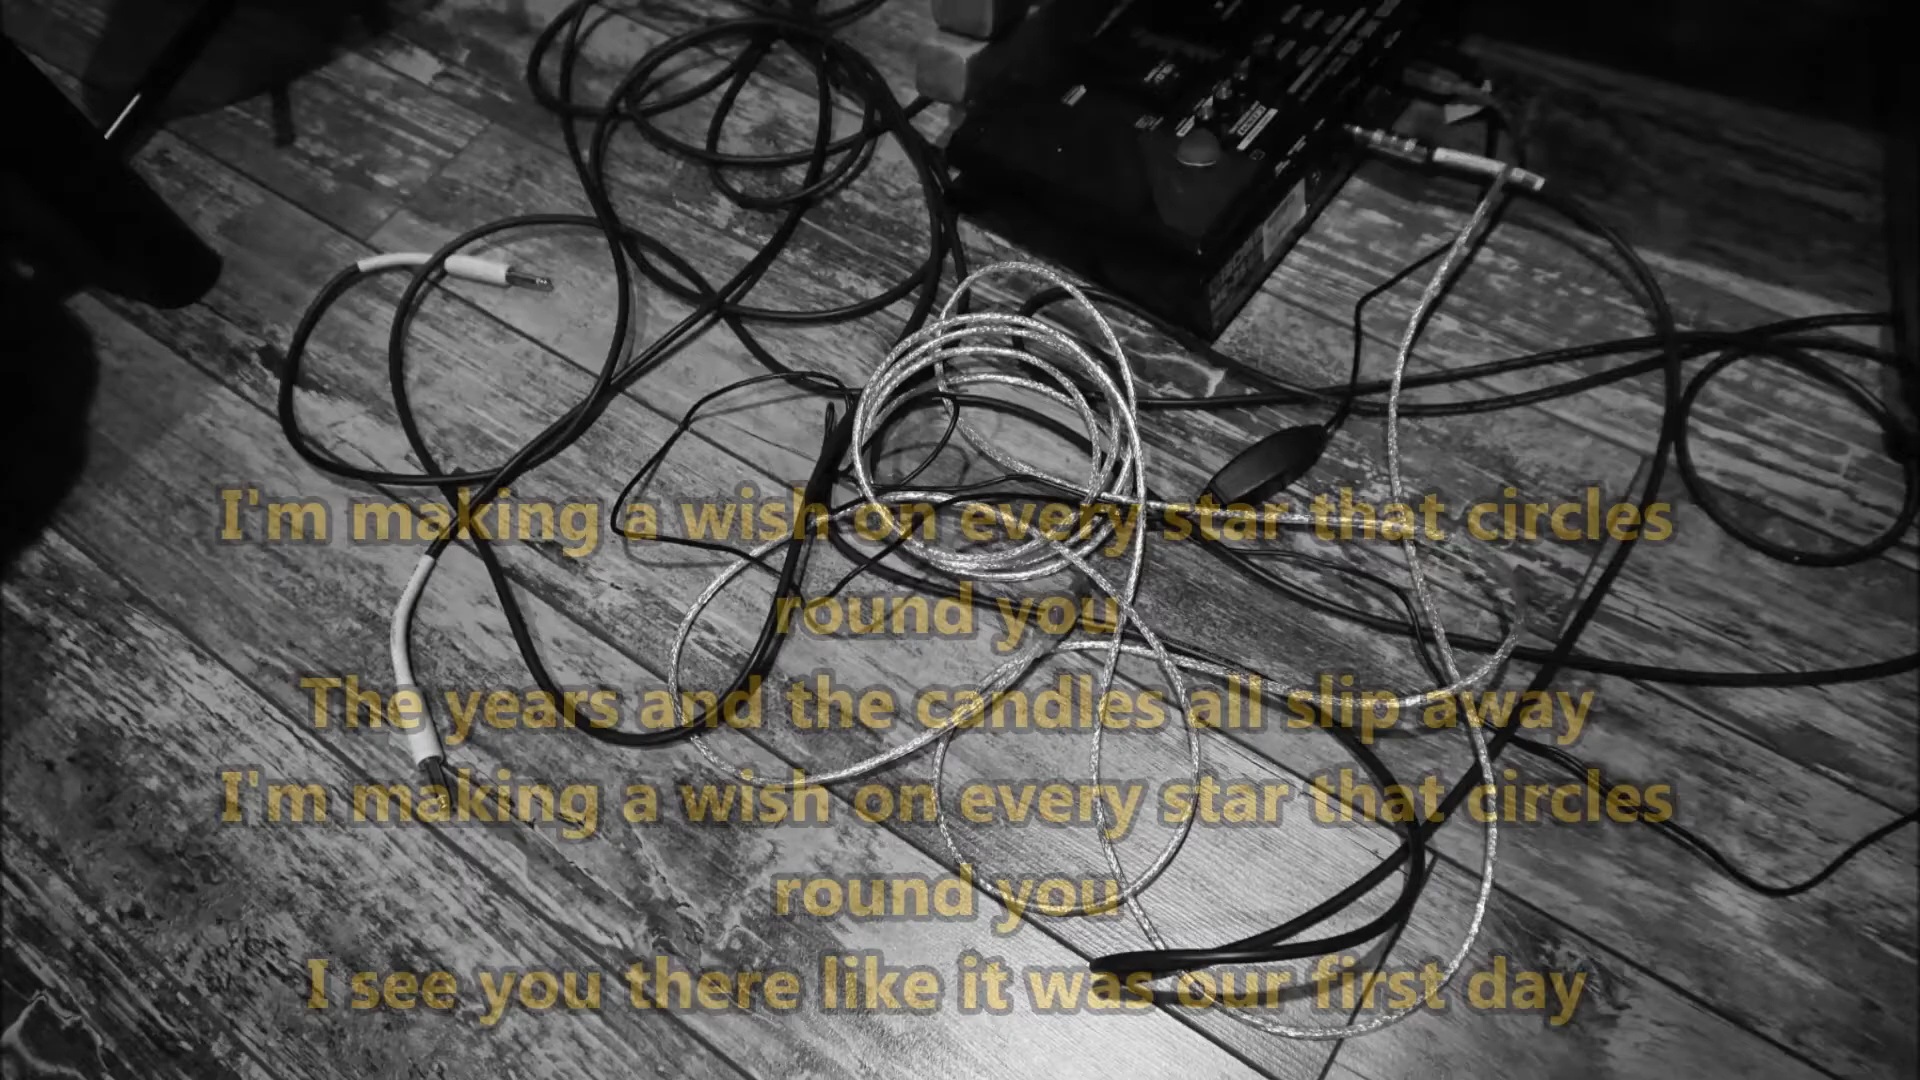 I'm making a wish on every star that circles
round you
The years and the candles all slip away
I'm making a wish on every star that circles
round you
I see you there like it was our first day